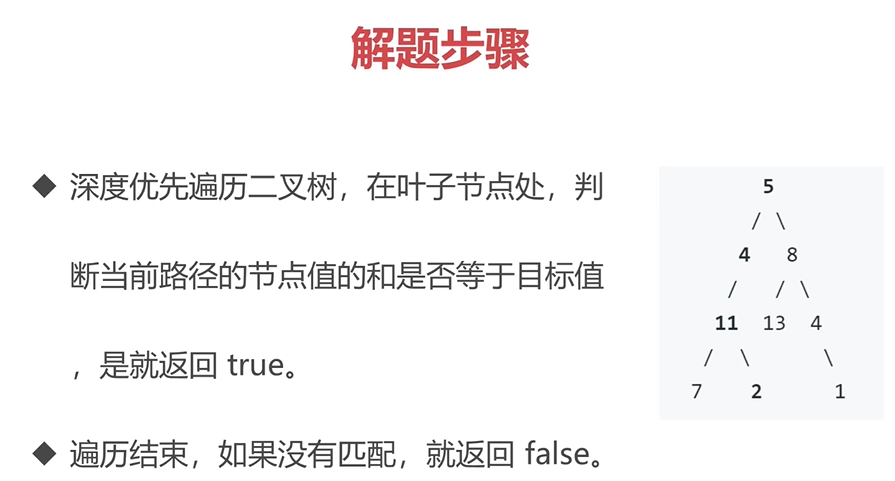 解题步骤
◆ 深度优先遍历二叉树，在叶子节点处，判
断当前路径的节点值的和是否等于目标值
，是就返回 true。
◆ 遍历结束，如果没有匹配，就返回 false。
5
/ \
4 8
/ / \
11 13 4
/ \ \
7 2 1